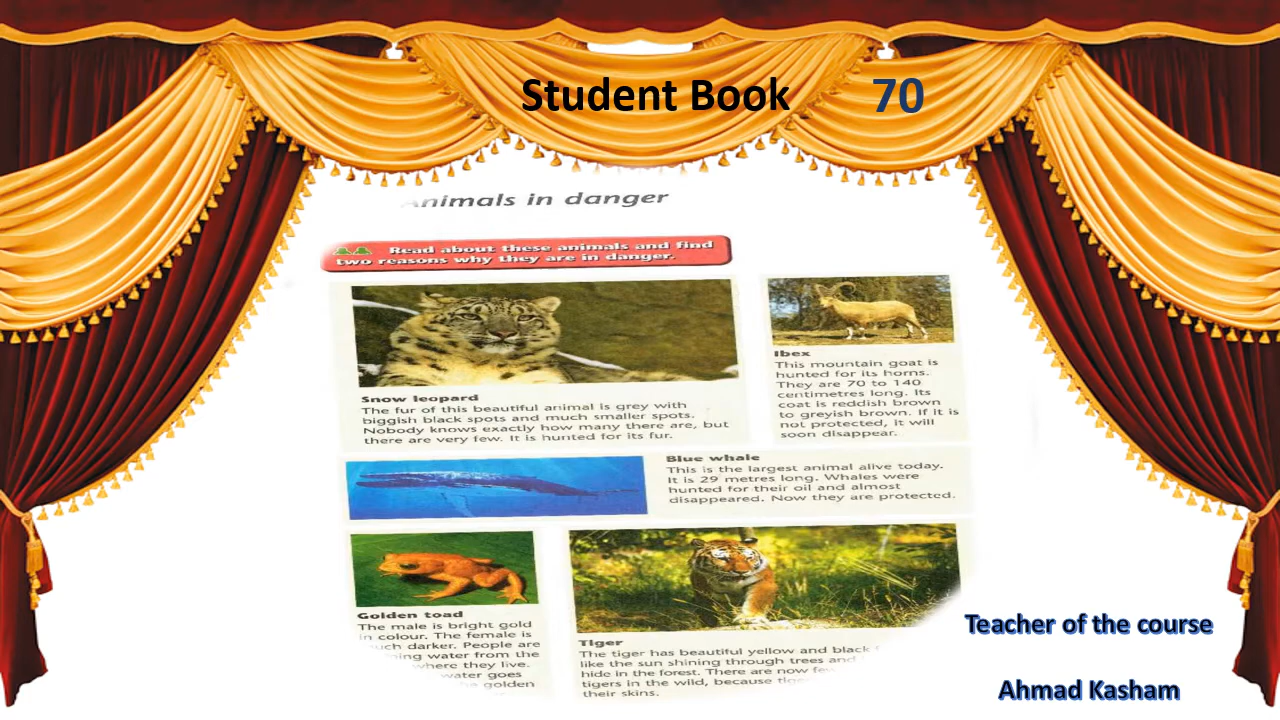 Student Book 70
Animals in danger
Read about these animals and find
two reasons why they are in danger.
Snow leopard
The fur of this beautiful animal is grey with
biggish black spots and much smaller spots.
Nobody knows exactly how many there are, but
there are very few. It is hunted for its fur.
Ibex
This mountain goat is
hunted for its horns.
They are 70 to 140
centimetres long. Its
coat is reddish brown
to greyish brown. If it is
not protected, it will
soon disappear.
Blue whale
This is the largest animal alive today.
It is 29 metres long. Whales were
hunted for their oil and almost
disappeared. Now they are protected.
Golden toad
The male is bright gold
in colour. The female is
much darker. People are
water from the
where they live.
water goes
golden
Tiger
The tiger has beautiful yellow and black
like the sun shining through trees and
hide in the forest. There are now few
tigers in the wild, because
their skins.
Teacher of the course
Ahmad Kasham